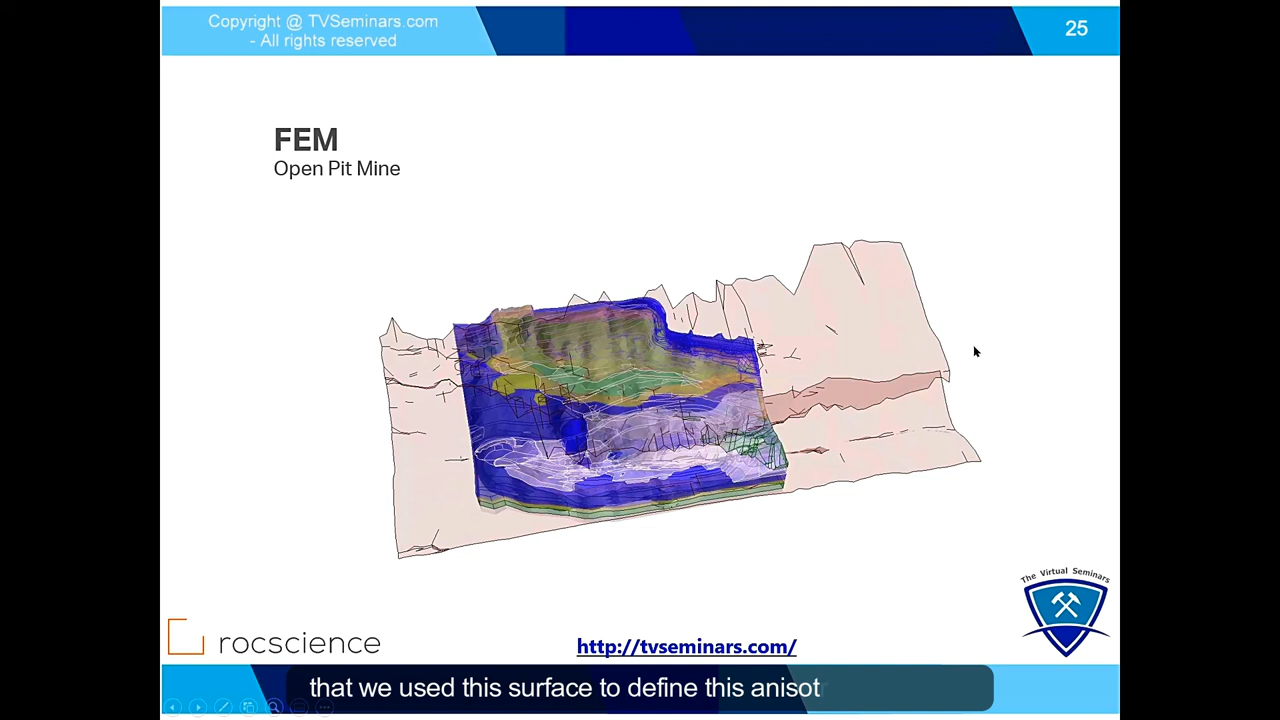 Copyright @ TVSeminars.com
- All rights reserved
25
FEM
Open Pit Mine
The Virtual Seminars
rocscience
http://tvseminars.com/
that we used this surface to define this anisot